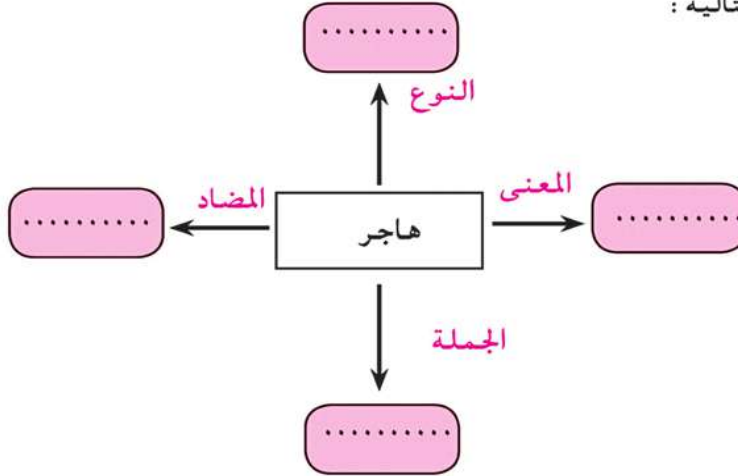 : تالية
..........
النوع
المعنى
..........
هاجر
المضاد
..........
الجملة
..........